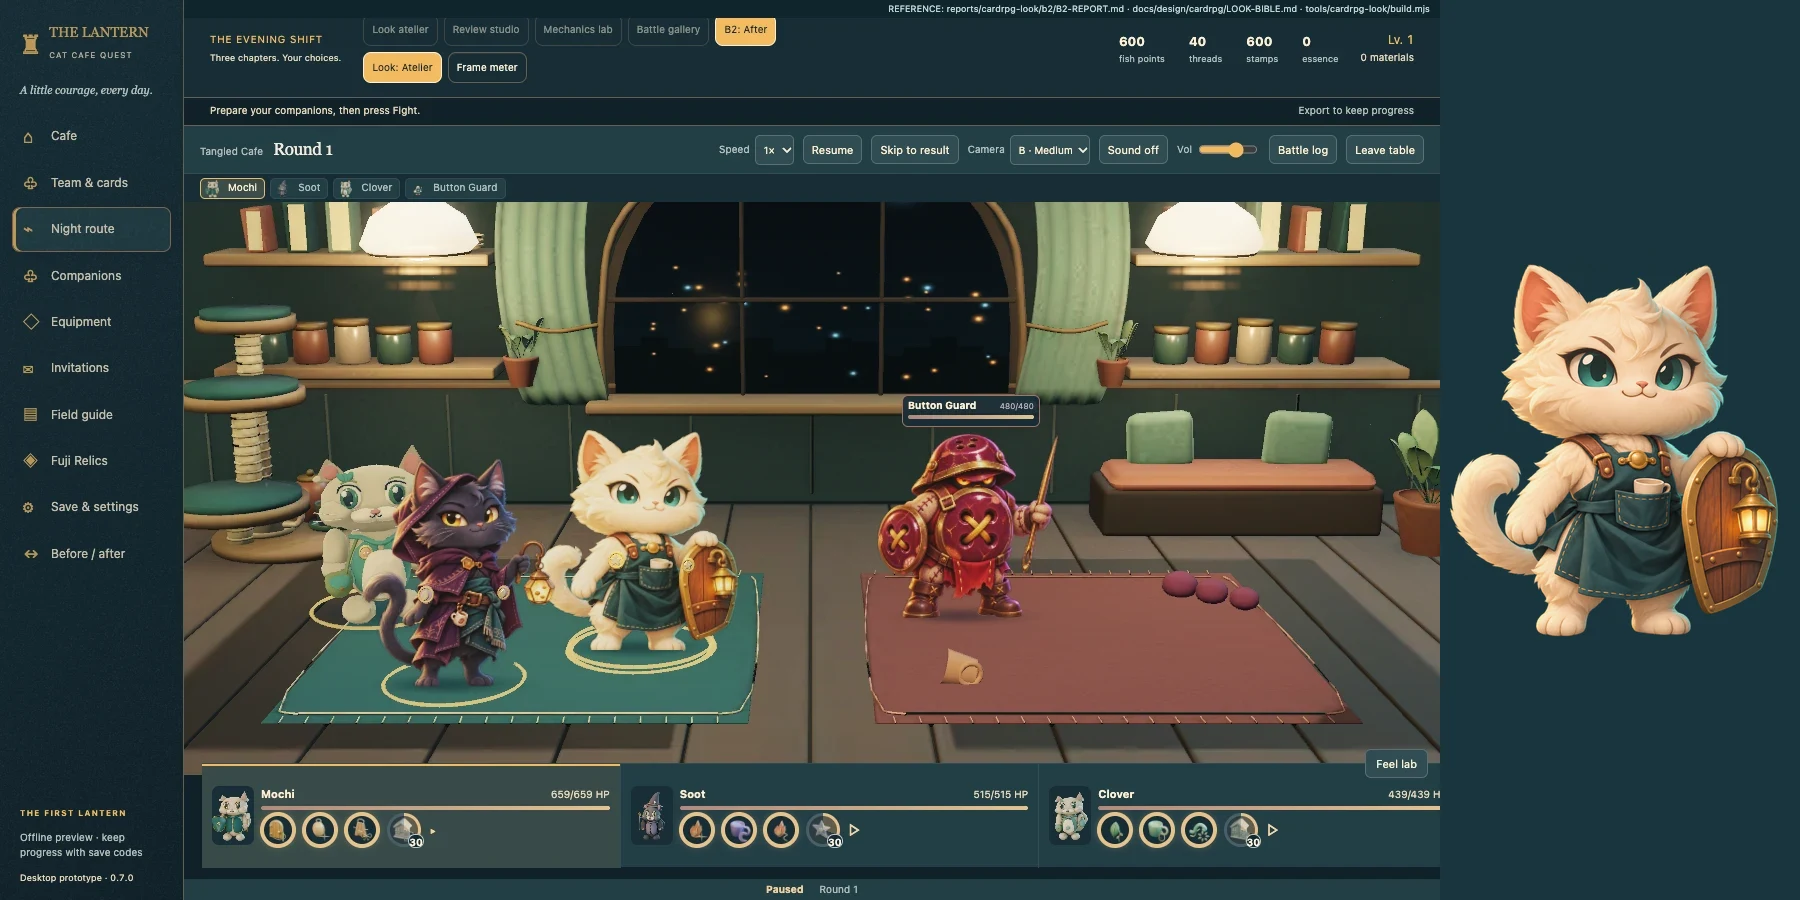 REFERENCE: reports/cardrpg-look/b2/B2-REPORT.md · docs/design/cardrpg/LOOK-BIBLE.md · tools/cardrpg-look/build.mjs
THE LANTERN
CAT CAFE QUEST
A little courage, every day.
Cafe
Team & cards
Night route
Companions
Equipment
Invitations
Field guide
Fuji Relics
Save & settings
Before / after
THE FIRST LANTERN
Offline preview · keep
progress with save codes
Desktop prototype · 0.7.0
THE EVENING SHIFT
Three chapters. Your choices.
Look atelier
Review studio
Mechanics lab
Battle gallery
B2: After
Look: Atelier
Frame meter
600 fish points
40 threads
600 stamps
0 essence
Lv. 1
0 materials
Prepare your companions, then press Fight.
Export to keep progress
Tangled Cafe Round 1
Speed 1x Resume Skip to result Camera B · Medium Sound off Vol Battle log Leave table
Mochi Soot Clover Button Guard
Button Guard 480/480
Feel lab
Mochi 659/659 HP
30
Soot 515/515 HP
30
Clover 439/439 H
30
Paused Round 1